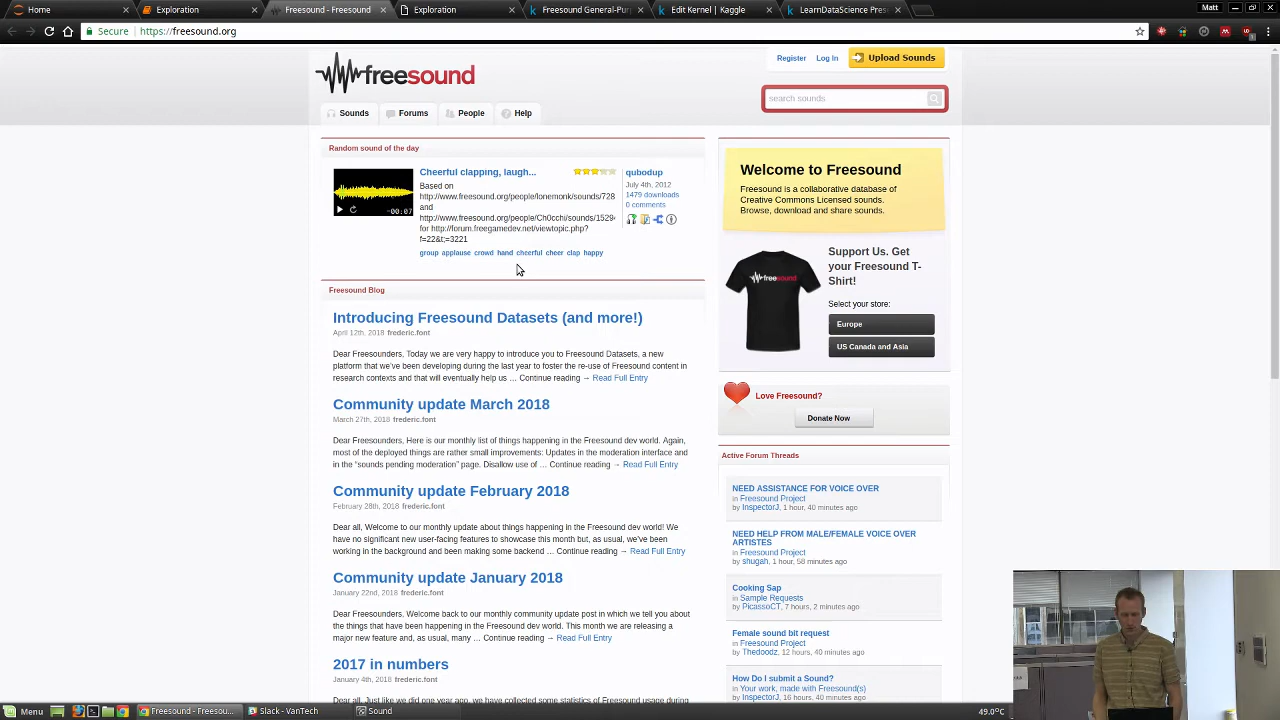 Home
Exploration
Home
Exploration
Freesound General-Pur
Edit Kernel | Kaggle
LearnDataScience Pres
Matt
Secure | https://freesound.org
freesound
Register
Log In
Upload Sounds
search sounds
Sounds
Forums
People
Help
Random sound of the day
Cheerful clapping, laugh...
Based on
http://www.freesound.org/people/lonemonk/sounds/728
and
http://www.freesound.org/people/Ch0cchi/sounds/1529
for http://forum.freegamedev.net/viewtopic.php?
f=22&t;=3221
group applause crowd hand cheerful cheer clap happy
-00:07
qubodup
July 4th, 2012
1479 downloads
0 comments
Freesound Blog
Introducing Freesound Datasets (and more!)
April 12th, 2018 frederic.font
Dear Freesounders, Today we are very happy to introduce you to Freesound Datasets, a new
platform that we've been developing during the last year to foster the re-use of Freesound content in
research contexts and that will eventually help us … Continue reading → Read Full Entry
Community update March 2018
March 27th, 2018 frederic.font
Dear Freesounders, Here is our monthly list of things happening in the Freesound dev world. Again,
most of the deployed things are rather small improvements: Updates in the moderation interface and
in the "sounds pending moderation" page. Disallow use of … Continue reading → Read Full Entry
Community update February 2018
February 28th, 2018 frederic.font
Dear all, Welcome to our monthly update about things happening in the Freesound dev world! We
have no significant new user-facing features to showcase this month but, as usual, we've been
working in the background and been making some backend … Continue reading → Read Full Entry
Community update January 2018
January 22nd, 2018 frederic.font
Dear Freesounders, Welcome back to our monthly community update post in which we tell you about
the things that have been happening in the Freesound dev world. This month we are releasing a
major new feature and, as usual, many … Continue reading → Read Full Entry
2017 in numbers
January 4th, 2018 frederic.font
Dear all, Just like we did one year ago, we have collected some statistics of Freesound usage during
Welcome to Freesound
Freesound is a collaborative database of
Creative Commons Licensed sounds.
Browse, download and share sounds.
freesound
Support Us. Get
your Freesound T-
Shirt!
Select your store:
Europe
US Canada and Asia
Love Freesound?
Donate Now
Active Forum Threads
NEED ASSISTANCE FOR VOICE OVER
in Freesound Project
by InspectorJ, 1 hour, 40 minutes ago
NEED HELP FROM MALE/FEMALE VOICE OVER
ARTISTES
in Freesound Project
by shugah, 1 hour, 58 minutes ago
Cooking Sap
in Sample Requests
by PicassoCT, 7 hours, 2 minutes ago
Female sound bit request
in Freesound Project
by Thedoodz, 12 hours, 40 minutes ago
How Do I submit a Sound?
in Your work, made with Freesound(s)
by InspectorJ, 16 hours, 40 minutes ago
Menu
Freesound - Freesou...
Slack - VanTech
Sound
49.0°C